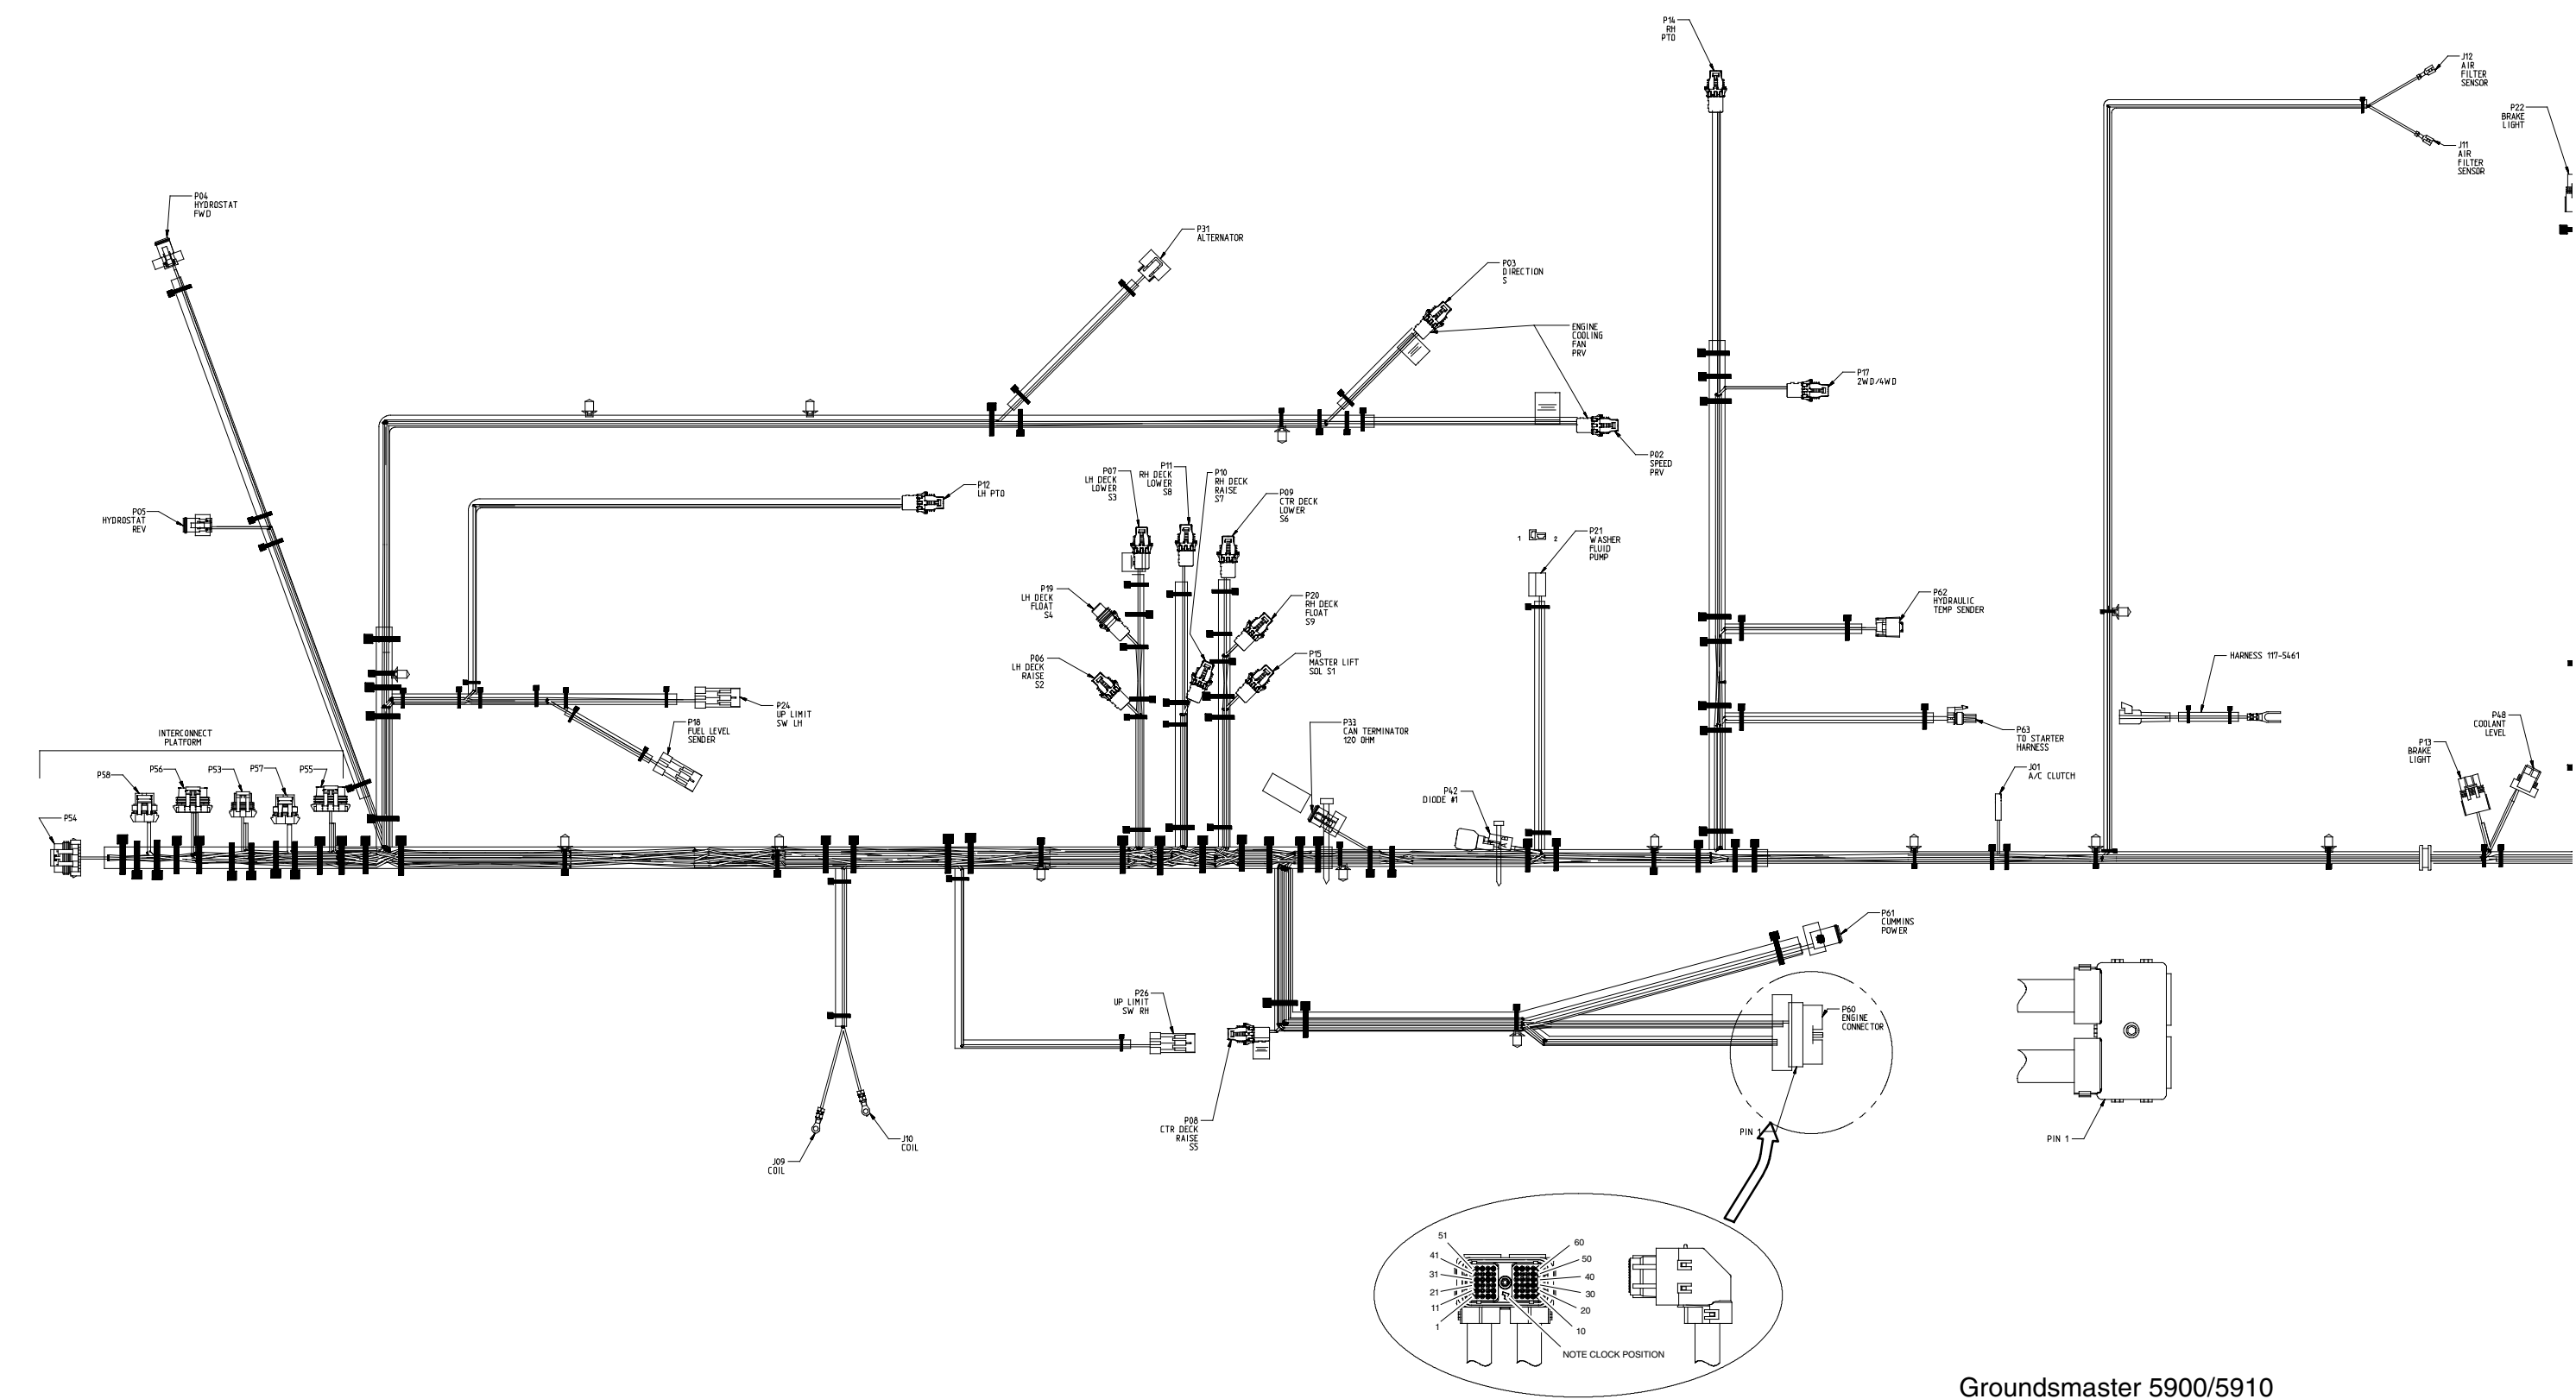 P14
RH
PTO
J12
AIR
FILTER
SENSOR
P22
BRAKE
LIGHT
J11
AIR
FILTER
SENSOR
P04
HYDROSTAT
FWD
P31
ALTERNATOR
P03
DIRECTION
S
ENGINE
COOLING
FAN
PRV
P17
2WD/4WD
P02
SPEED
PRV
P12
LH PTO
P07
LH DECK
LOWER
S3
P11
RH DECK
LOWER
S8
P10
RH DECK
RAISE
S7
P09
CTR DECK
LOWER
S6
P05
HYDROSTAT
REV
1
2
P21
WASHER
FLUID
PUMP
P19
LH DECK
FLOAT
S4
P20
RH DECK
FLOAT
S9
P62
HYDRAULIC
TEMP SENDER
P06
LH DECK
RAISE
S2
P15
MASTER LIFT
SOL S1
HARNESS 117-5461
P24
UP LIMIT
SW LH
P18
FUEL LEVEL
SENDER
P33
CAN TERMINATOR
120 OHM
P63
TO STARTER
HARNESS
P48
COOLANT
LEVEL
P13
BRAKE
LIGHT
INTERCONNECT
PLATFORM
P58
P56
P53
P57
P55
J01
A/C CLUTCH
P42
DIODE #1
P54
P61
CUMMINS
POWER
P26
UP LIMIT
SW RH
P60
ENGINE
CONNECTOR
P08
CTR DECK
RAISE
S5
PIN 1
PIN 1
J10
COIL
J09
COIL
51
41
31
21
11
1
60
50
40
30
20
10
NOTE CLOCK POSITION
Groundsmaster 5900/5910